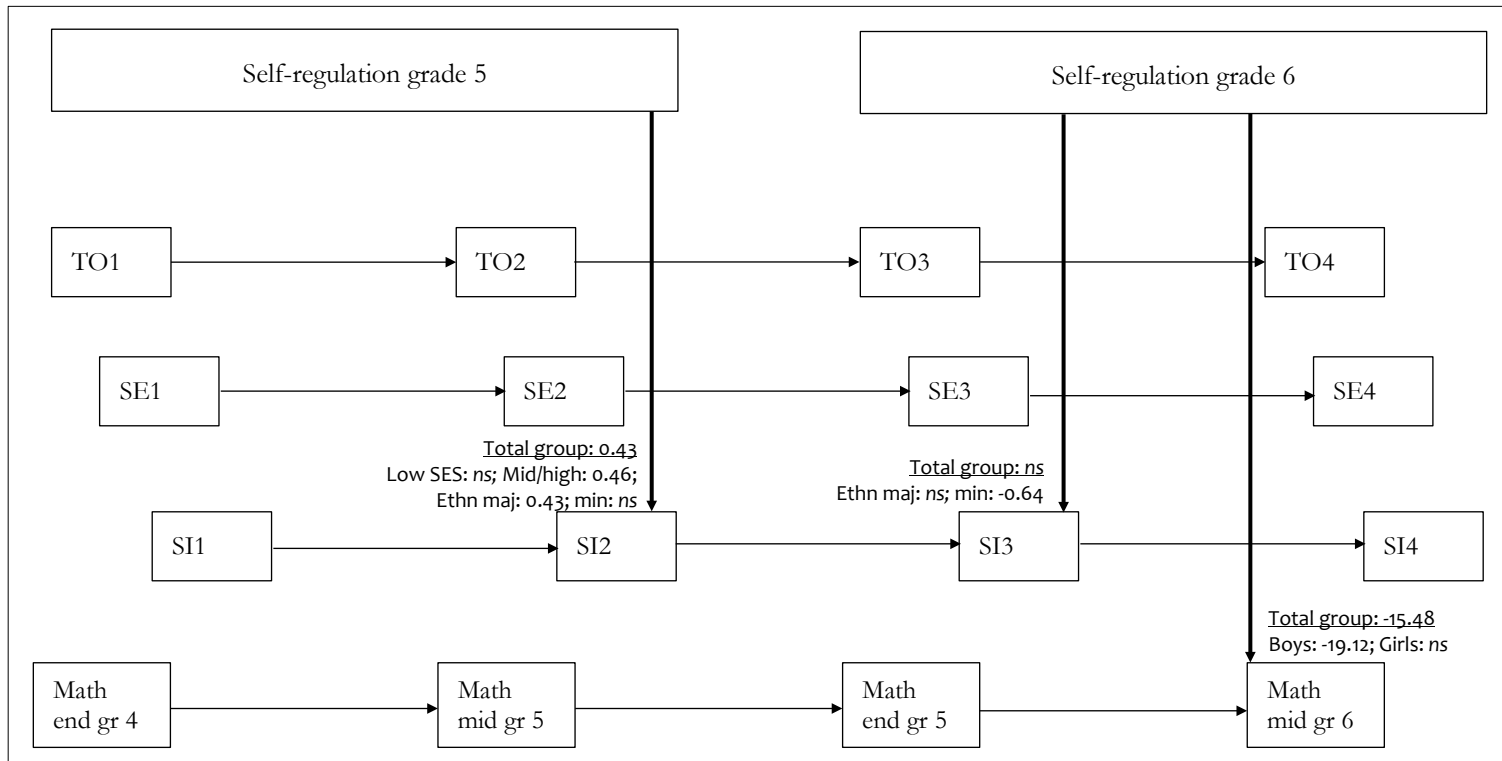 Self-regulation grade 5
Self-regulation grade 6
TO1
TO2
TO3
TO4
SE1
SE2
SE3
SE4
Total group: 0.43
Low SES: ns; Mid/high: 0.46;
Ethn maj: 0.43; min: ns
Total group: ns
Ethn maj: ns; min: -0.64
SI1
SI2
SI3
SI4
Total group: -15.48
Boys: -19.12; Girls: ns
Math
end gr 4
Math
mid gr 5
Math
end gr 5
Math
mid gr 6